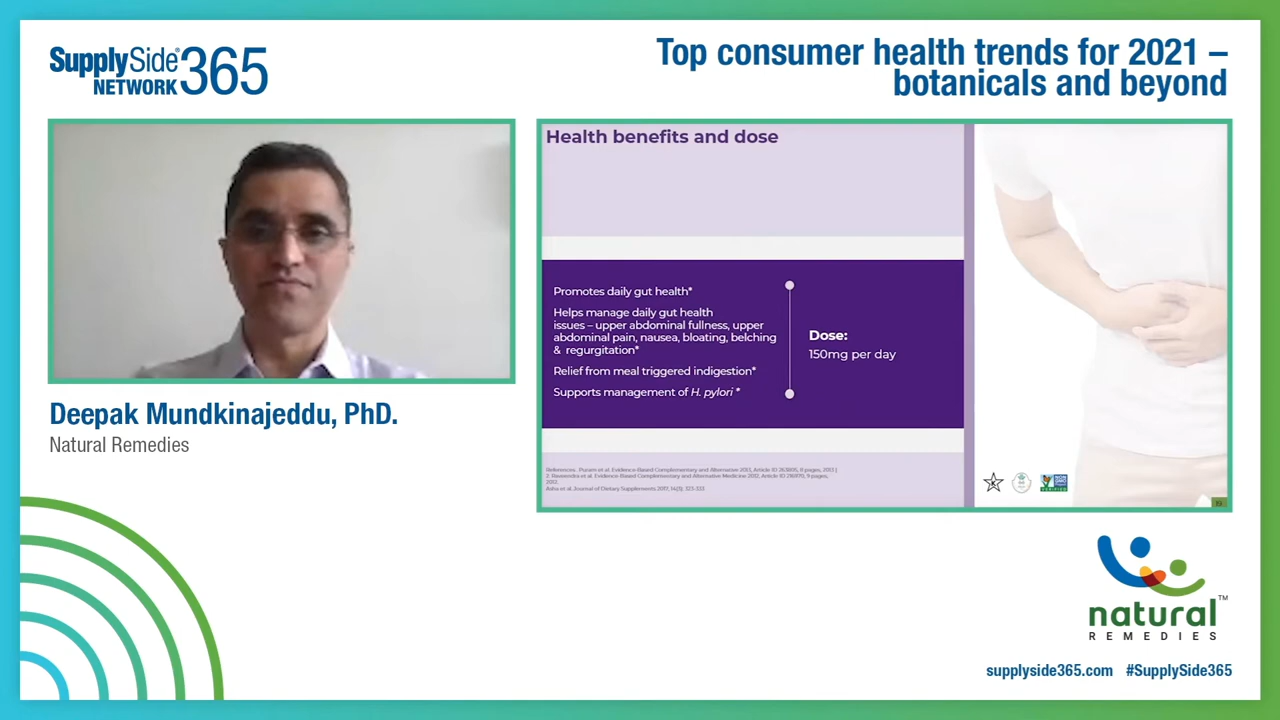 SupplySide® NETWORK 365
Top consumer health trends for 2021 –
botanicals and beyond
Health benefits and dose
Promotes daily gut health*
Helps manage daily gut health
issues – upper abdominal fullness, upper
abdominal pain, nausea, bloating, belching
& regurgitation*
Relief from meal triggered indigestion*
Supports management of H. pylori *
Dose:
150mg per day
Deepak Mundkinajeddu, PhD.
Natural Remedies
natural™
REMEDIES
supplyside365.com #SupplySide365